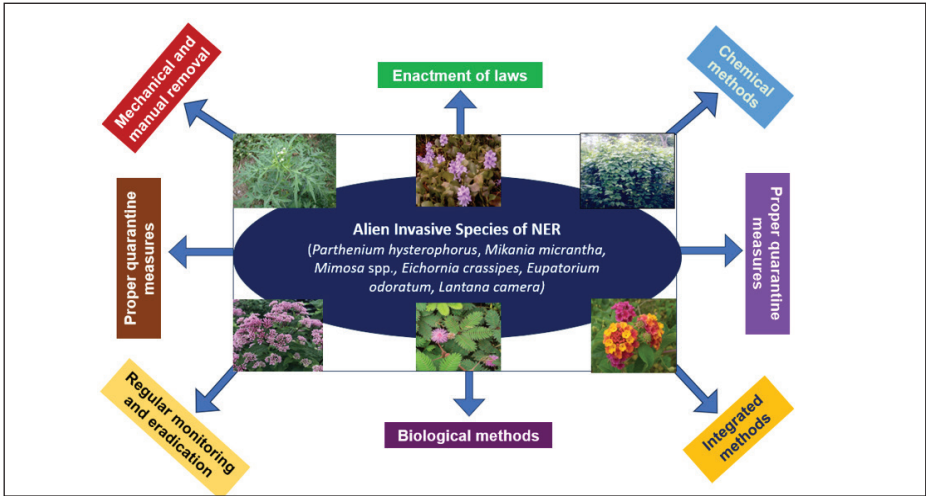 Mechanical and
manual removal
Enactment of laws
Chemical
methods
Proper quarantine
measures
Alien Invasive Species of NER
(Parthenium hysterophorus, Mikania micrantha,
Mimosa spp., Eichornia crassipes, Eupatorium
odoratum, Lantana camera)
Proper quarantine
measures
Regular monitoring
and eradication
Biological methods
Integrated
methods